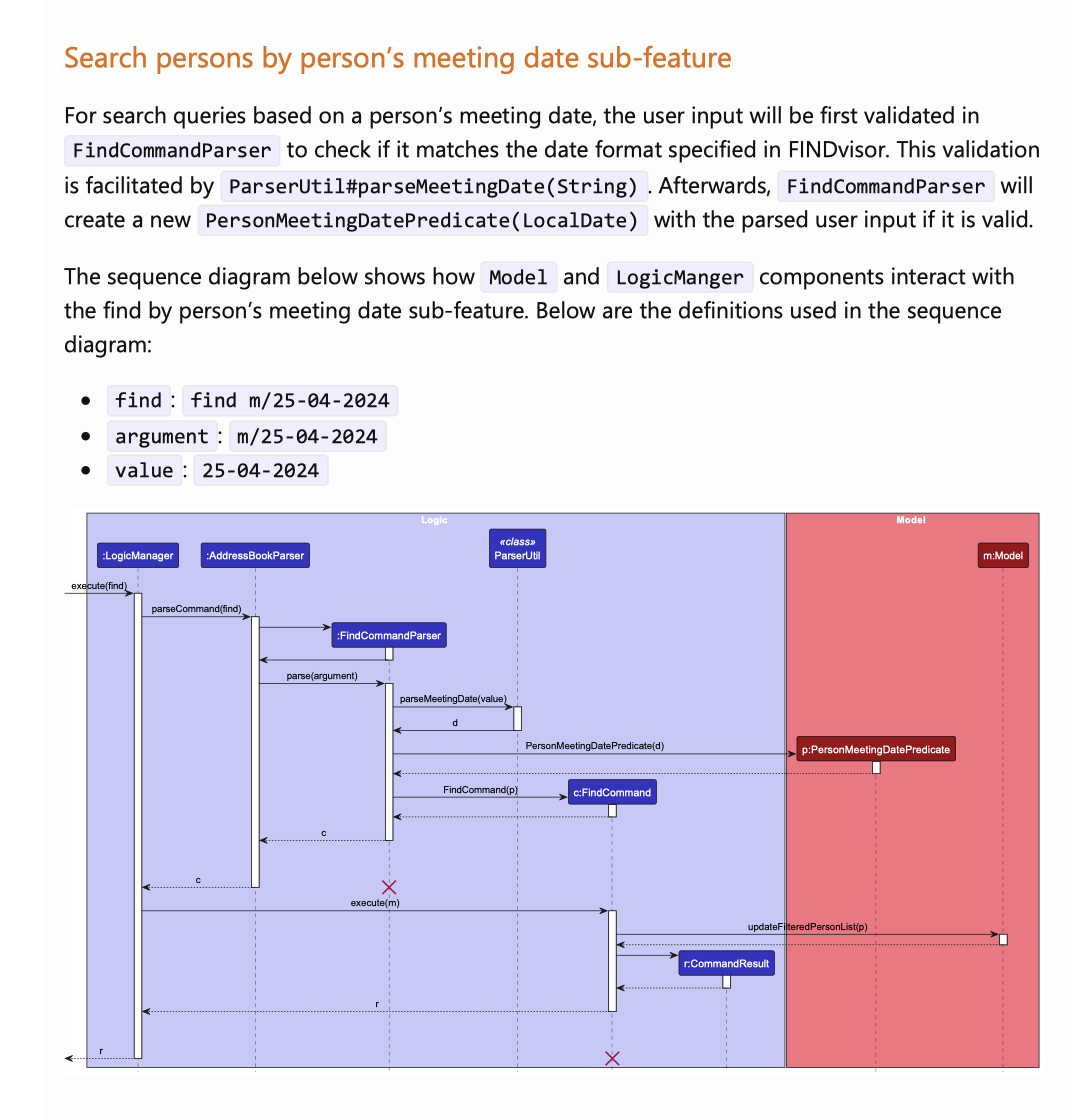 Search persons by person's meeting date sub-feature
For search queries based on a person's meeting date, the user input will be first validated in
FindCommandParser to check if it matches the date format specified in FINDvisor. This validation
is facilitated by ParserUtil#parseMeetingDate(String) . Afterwards, FindCommandParser will
create a new PersonMeetingDatePredicate(LocalDate) with the parsed user input if it is valid.
The sequence diagram below shows how Model and LogicManger components interact with
the find by person's meeting date sub-feature. Below are the definitions used in the sequence
diagram:
• find : find m/25-04-2024
• argument : m/25-04-2024
• value : 25-04-2024
Logic
Model
:LogicManager
:AddressBookParser
«class»
ParserUtil
m:Model
execute(find)
parseCommand(find)
:FindCommandParser
parse(argument)
parseMeetingDate(value)
d
PersonMeetingDatePredicate(d)
p:PersonMeetingDatePredicate
FindCommand(p)
c:FindCommand
c
c
execute(m)
updateFilteredPersonList(p)
r:CommandResult
r
r